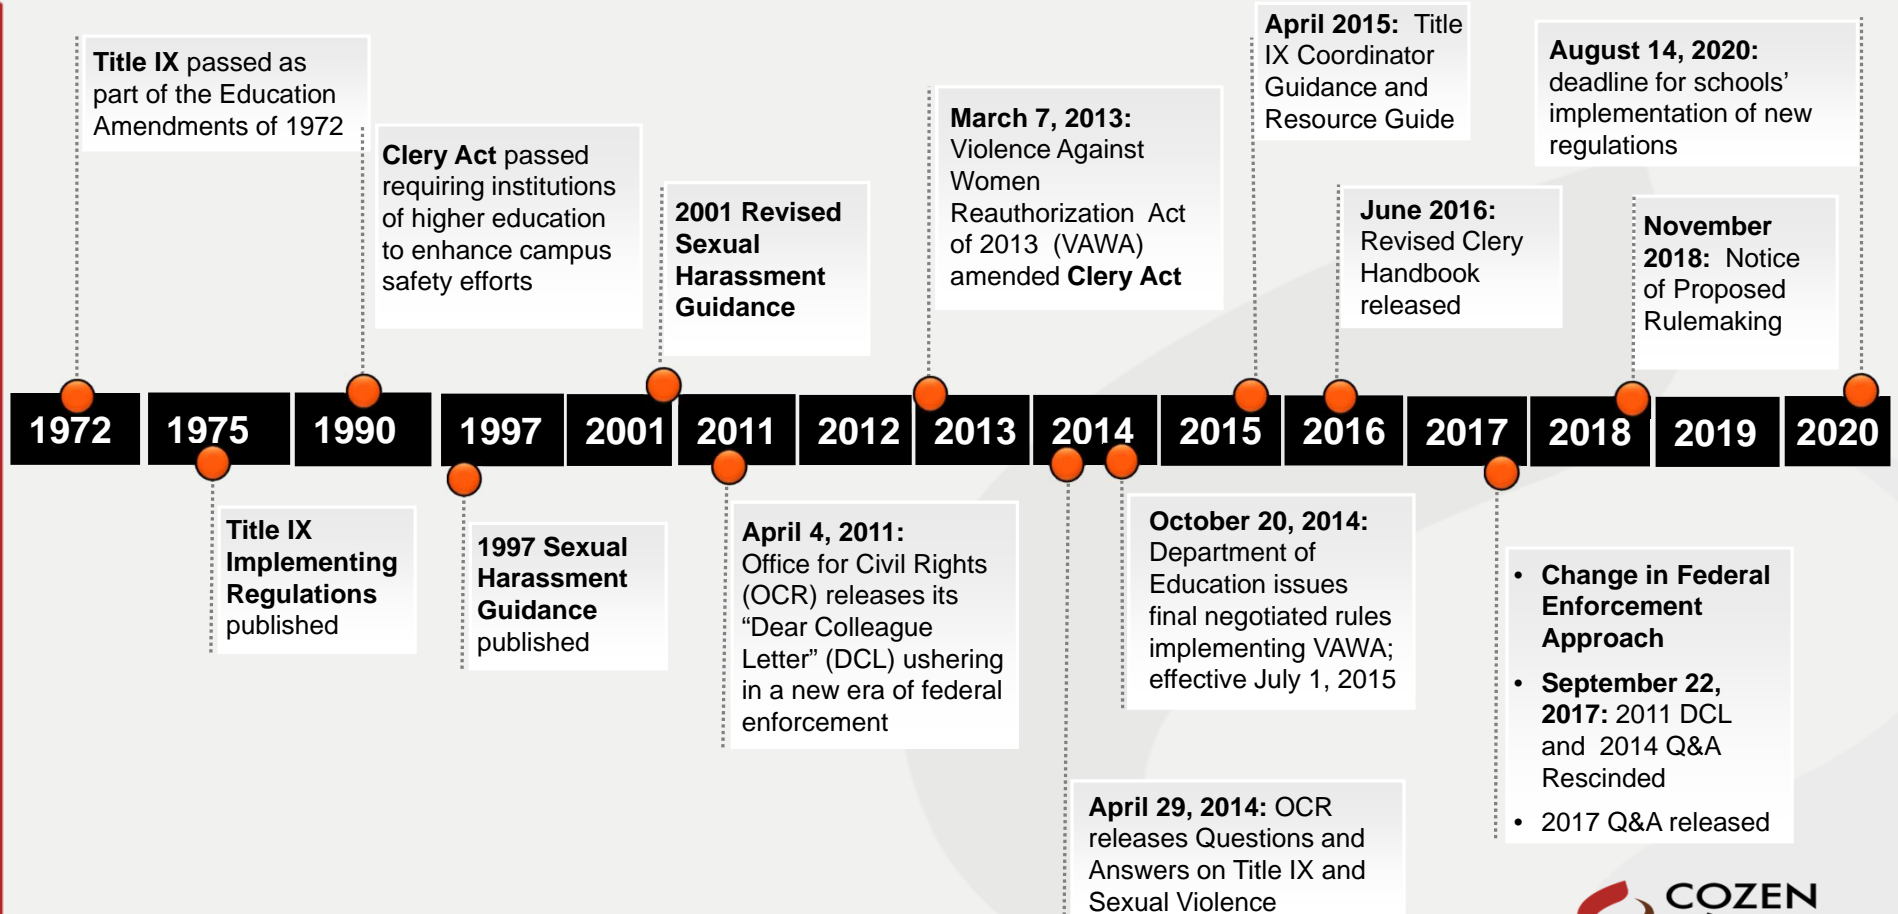 Title IX passed as
part of the Education
Amendments of 1972
Clery Act passed
requiring institutions
of higher education
to enhance campus
safety efforts
2001 Revised
Sexual
Harassment
Guidance
March 7, 2013:
Violence Against
Women
Reauthorization Act
of 2013 (VAWA)
amended Clery Act
April 2015: Title
IX Coordinator
Guidance and
Resource Guide
June 2016:
Revised Clery
Handbook
released
August 14, 2020:
deadline for schools’
implementation of new
regulations
November
2018: Notice
of Proposed
Rulemaking
1972 1975 1990 1997 2001 2011 2012 2013 2014 2015 2016 2017 2018 2019 2020
Title IX
Implementing
Regulations
published
1997 Sexual
Harassment
Guidance
published
April 4, 2011:
Office for Civil Rights
(OCR) releases its
“Dear Colleague
Letter” (DCL) ushering
in a new era of federal
enforcement
April 29, 2014: OCR
releases Questions and
Answers on Title IX and
Sexual Violence
October 20, 2014:
Department of
Education issues
final negotiated rules
implementing VAWA;
effective July 1, 2015
• Change in Federal
Enforcement
Approach
• September 22,
2017: 2011 DCL
and 2014 Q&A
Rescinded
• 2017 Q&A released
COZEN